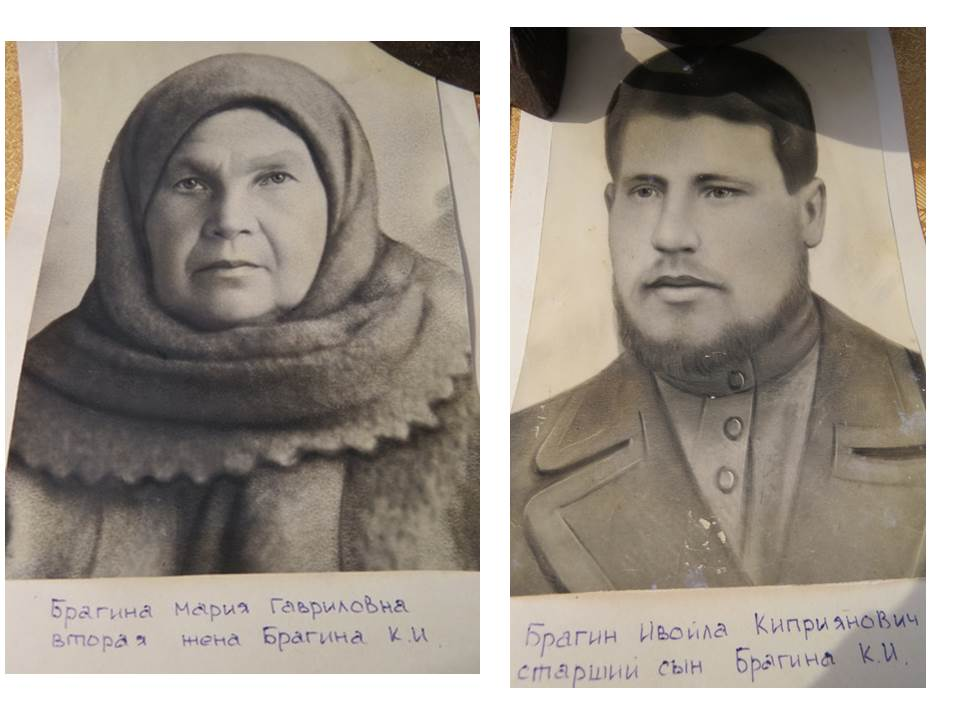 Брагина Мария Гавриловна
вторая жена Брагина К.И.
Брагин Ивойла Киприянович
старший сын Брагина К.И.